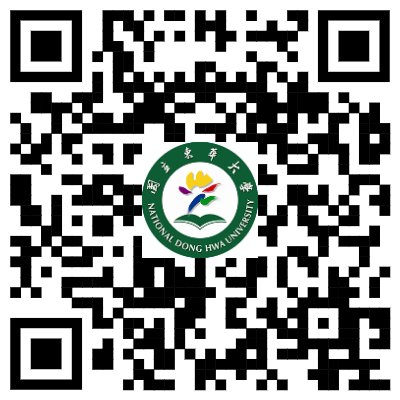 國立東華大學
NATIONAL DONG HWA UNIVERSITY